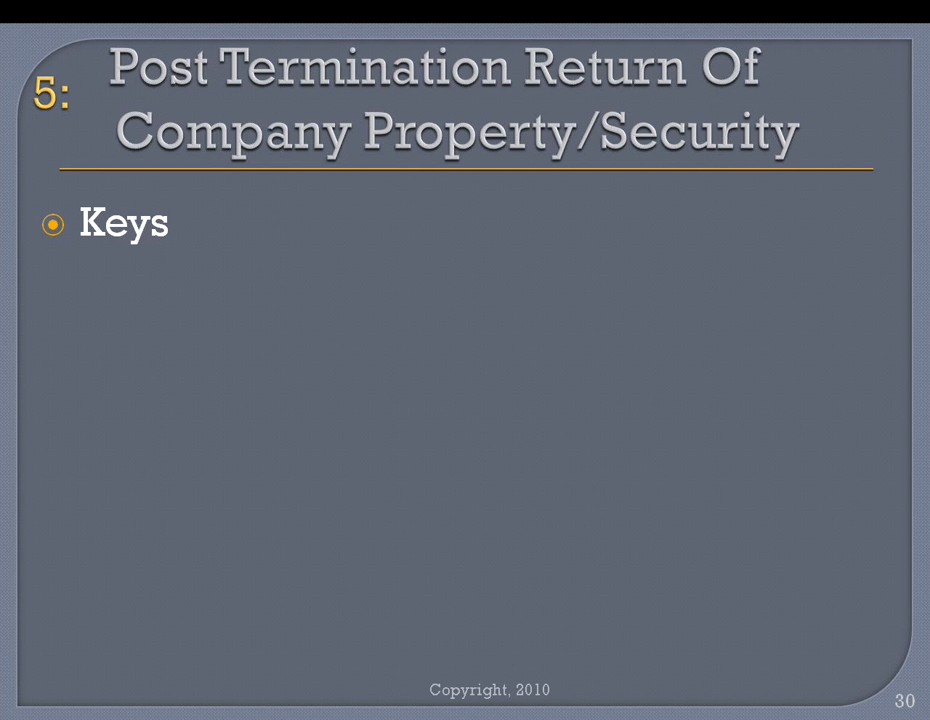 5: Post Termination Return Of
Company Property/Security
Keys
Copyright, 2010
30